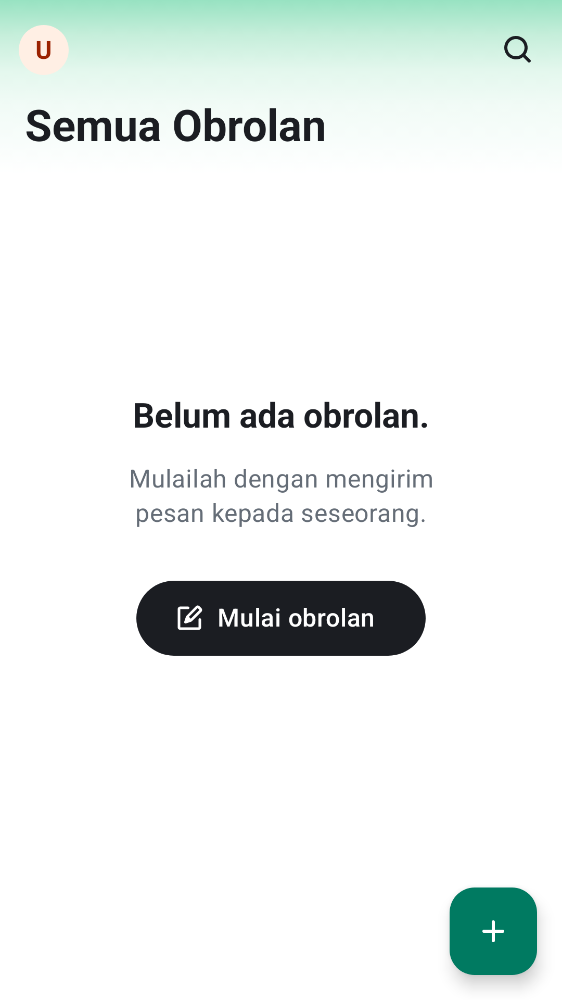 U
Semua Obrolan
Belum ada obrolan.
Mulailah dengan mengirim
pesan kepada seseorang.
Mulai obrolan